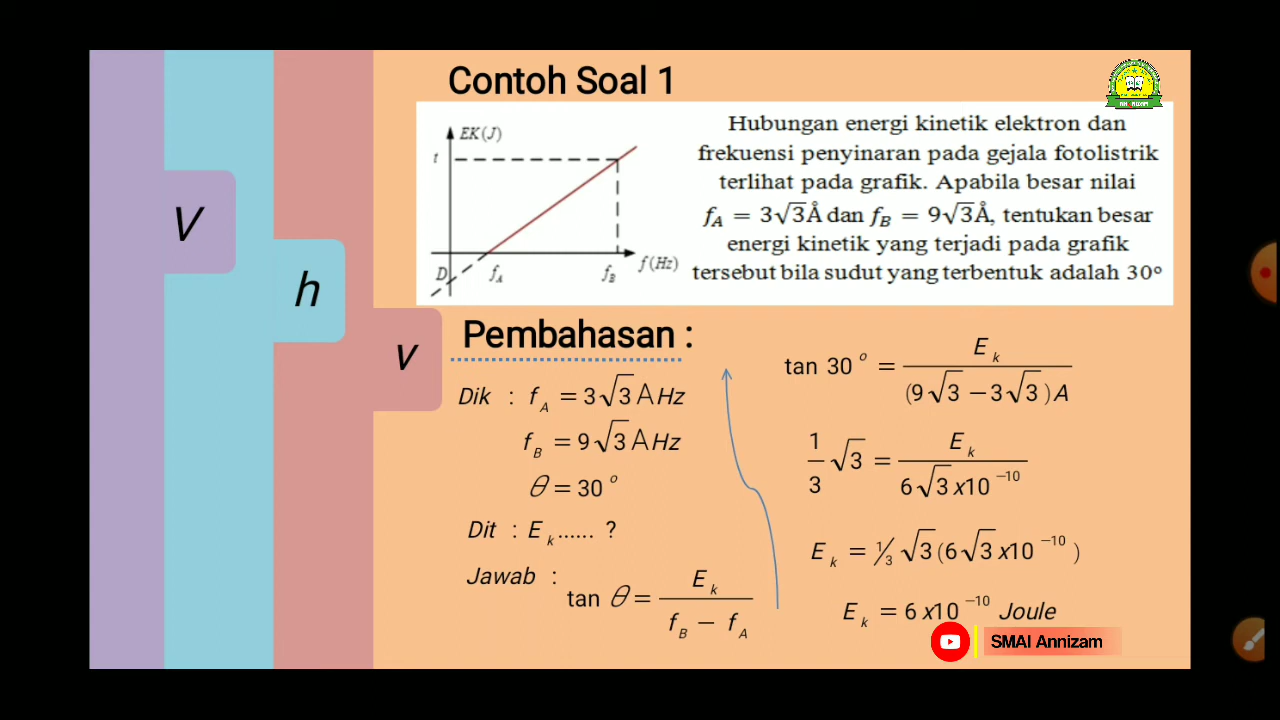 Contoh Soal 1
EK(J)
t
D
f_A
f_B
f(Hz)
Hubungan energi kinetik elektron dan
frekuensi penyinaran pada gejala fotolistrik
terlihat pada grafik. Apabila besar nilai
f_A = 3√3Å dan f_B = 9√3Å, tentukan besar
energi kinetik yang terjadi pada grafik
tersebut bila sudut yang terbentuk adalah 30°
V
h
v
Pembahasan :
Dik : f_A = 3√3 A Hz
f_B = 9√3 A Hz
θ = 30°
Dit : E_k ...... ?
Jawab :
tan θ = E_k / (f_B − f_A)
tan 30° = E_k / (9√3 − 3√3)A
1/3 √3 = E_k / 6√3 x10^−10
E_k = 1/3 √3 (6√3 x10^−10)
E_k = 6 x10^−10 Joule
SMAI Annizam